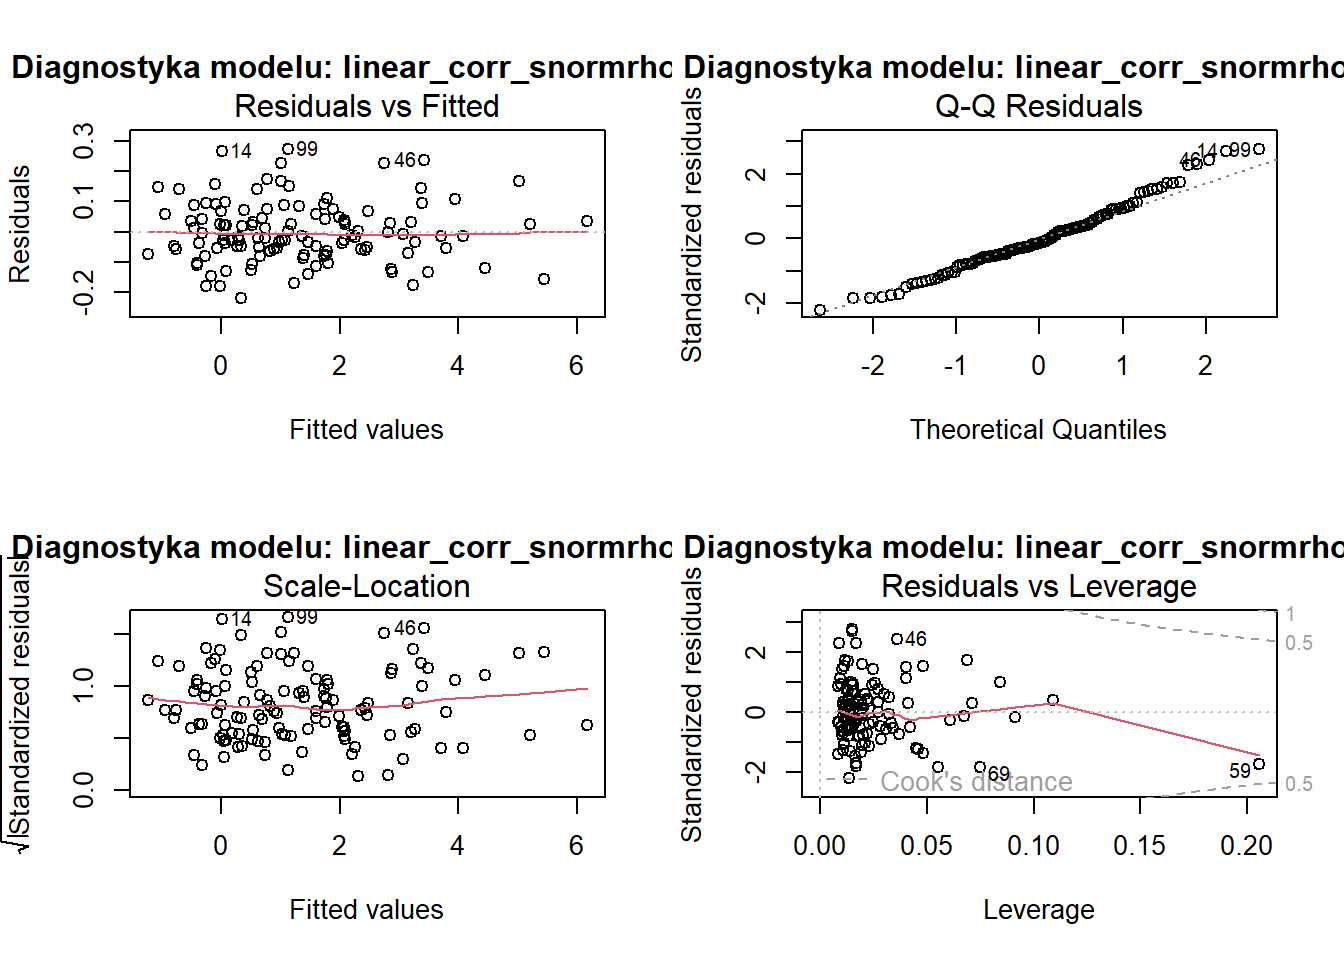 Diagnostyka modelu: linear_corr_snormrho
Residuals vs Fitted
Residuals
0.3
0.1
-0.2
14
99
46
0
2
4
6
Fitted values
Diagnostyka modelu: linear_corr_snormrho
Q-Q Residuals
Standardized residuals
2
0
-2
46
14
99
-2
-1
0
1
2
Theoretical Quantiles
Diagnostyka modelu: linear_corr_snormrho
Scale-Location
√|Standardized residuals|
1.0
0.0
14
99
46
0
2
4
6
Fitted values
Diagnostyka modelu: linear_corr_snormrho
Residuals vs Leverage
Standardized residuals
2
0
-2
46
69
59
Cook's distance
1
0.5
0.5
0.00
0.05
0.10
0.15
0.20
Leverage